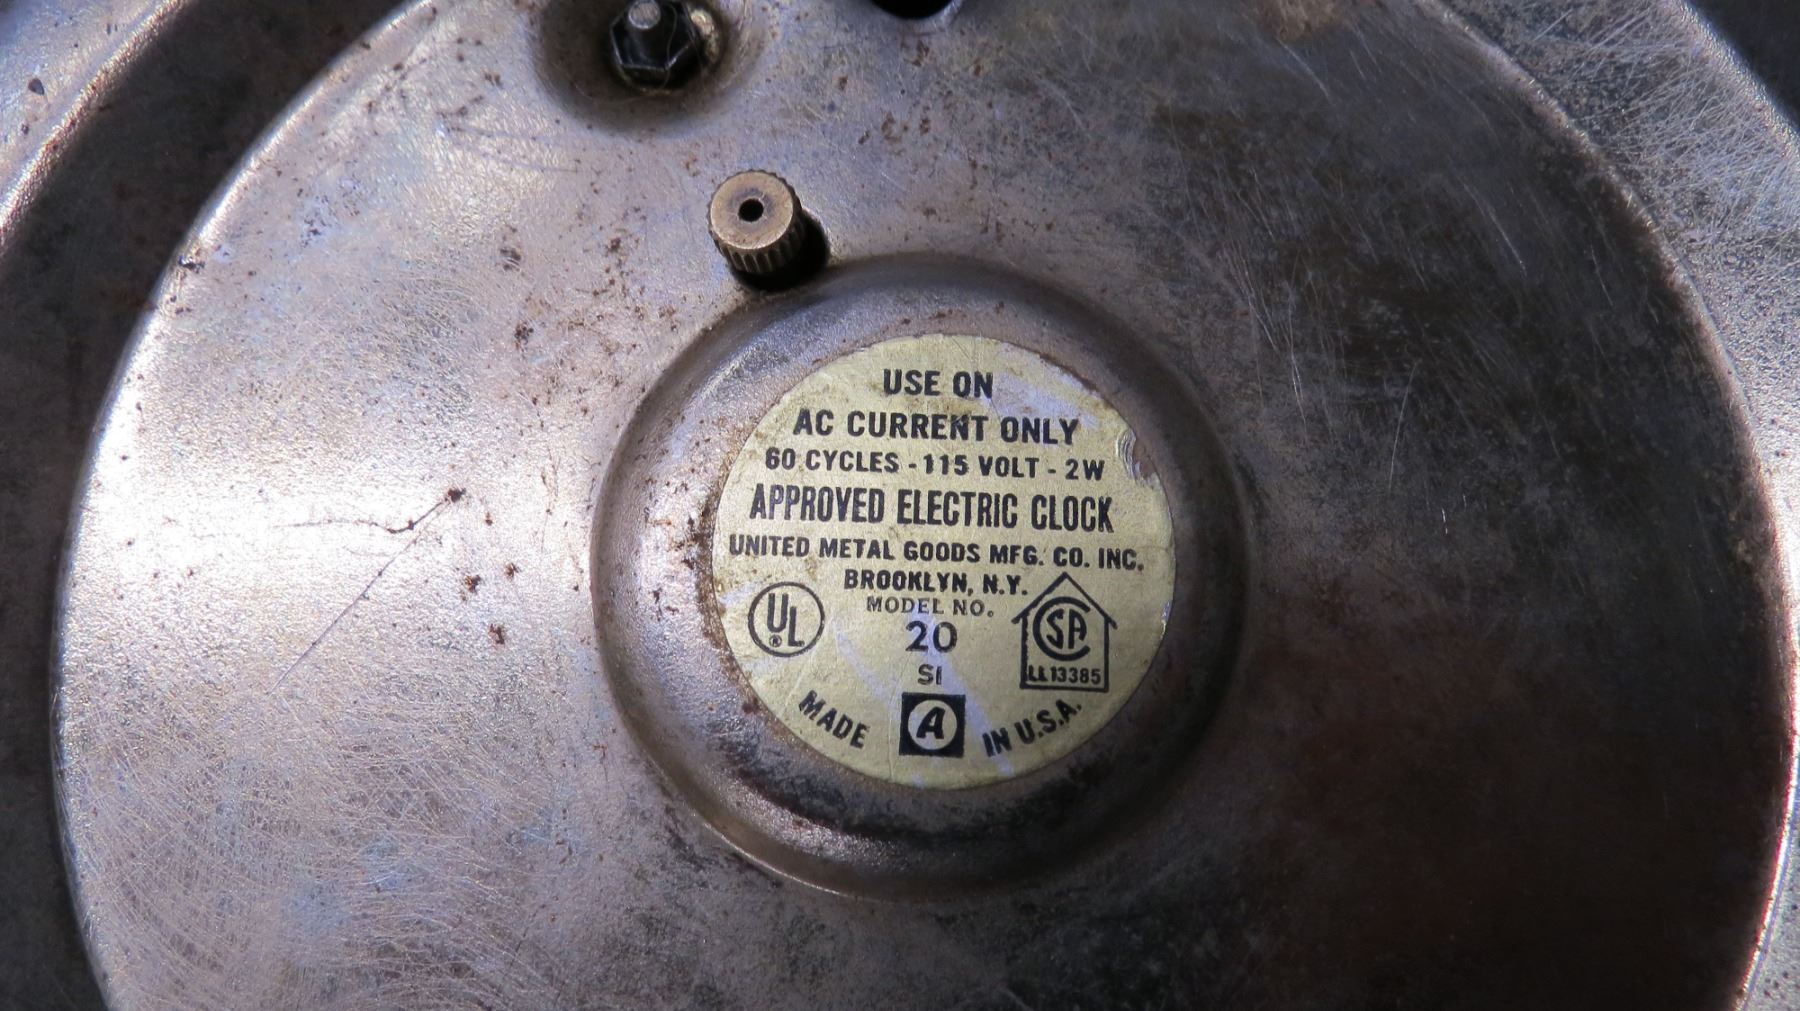 USE ON
AC CURRENT ONLY
60 CYCLES - 115 VOLT - 2W
APPROVED ELECTRIC CLOCK
UNITED METAL GOODS MFG. CO. INC.
BROOKLYN, N.Y.
MODEL NO.
20
SI
UL
®
SA
LL13385
MADE IN U.S.A.
A